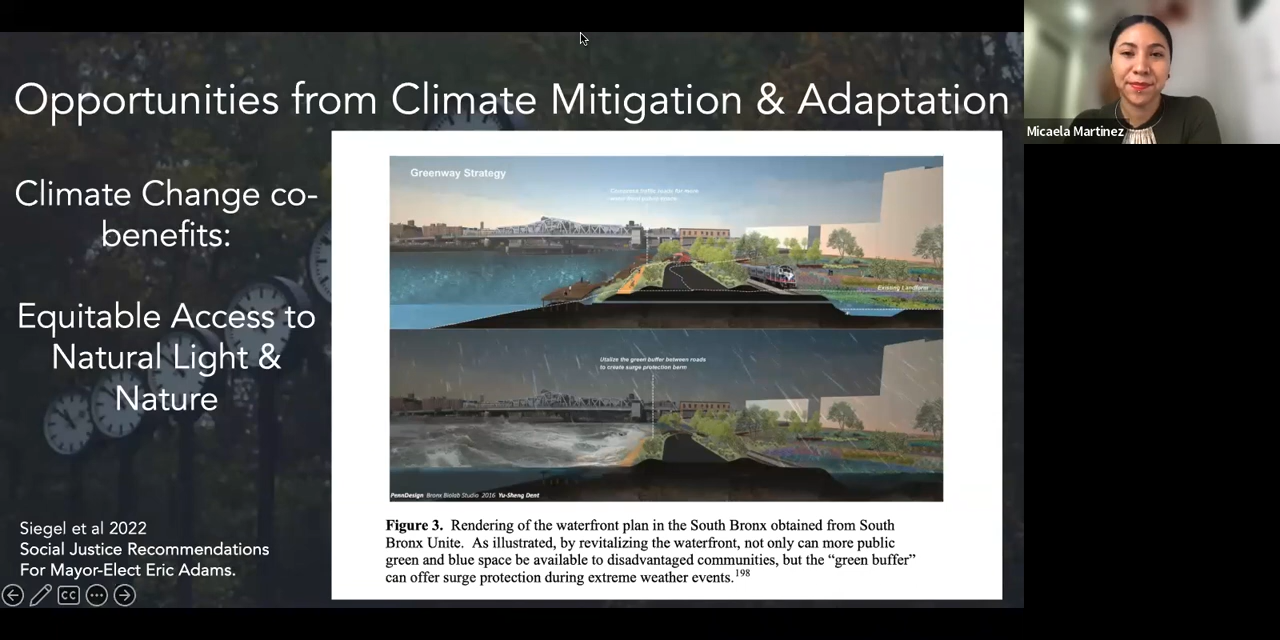 Opportunities from Climate Mitigation & Adaptation
Micaela Martinez
Climate Change co-
benefits:
Equitable Access to
Natural Light &
Nature
Siegel et al 2022
Social Justice Recommendations
For Mayor-Elect Eric Adams.
CC
Greenway Strategy
Existing Landform
Utalize the green buffer between roads
to create surge protection berm
PennDesign Bronx Biolab Studio 2016 Yu-Sheng Dent
Figure 3. Rendering of the waterfront plan in the South Bronx obtained from South
Bronx Unite. As illustrated, by revitalizing the waterfront, not only can more public
green and blue space be available to disadvantaged communities, but the “green buffer”
can offer surge protection during extreme weather events.198